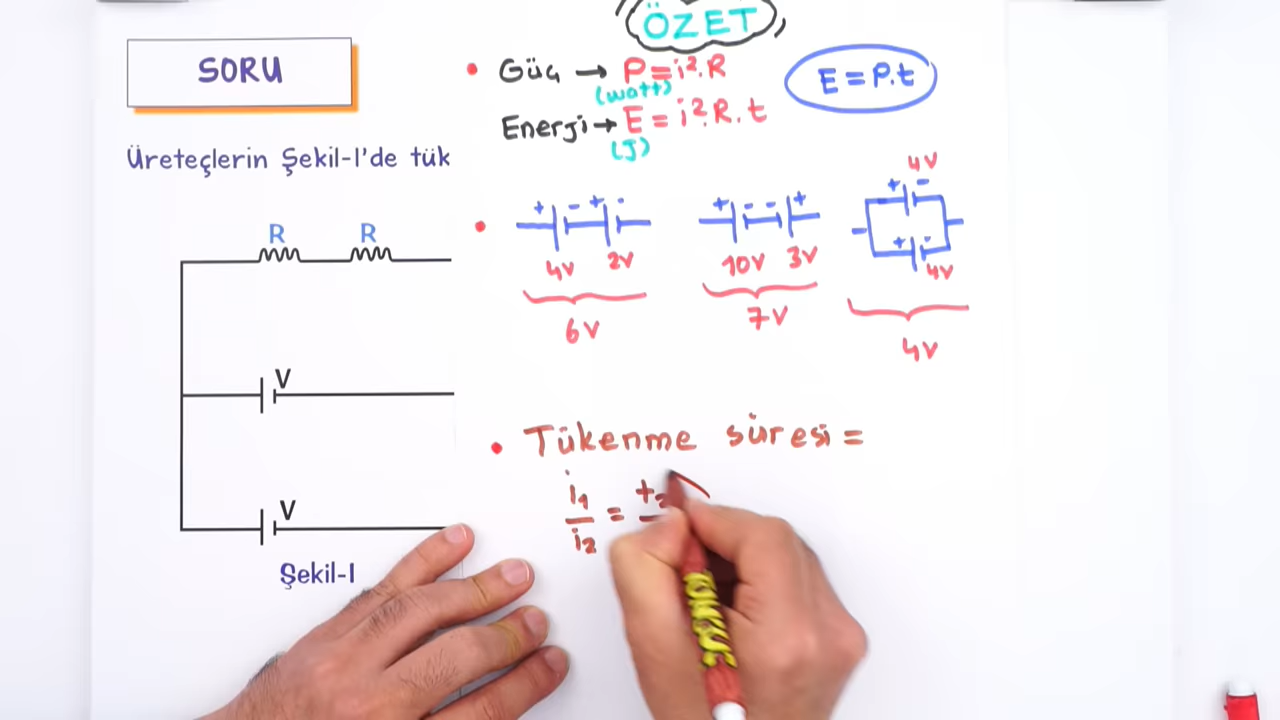 SORU
Üreteçlerin Şekil-I'de tük
R R
V
V
Şekil-I
ÖZET
• Güç → P = i².R
(watt)
Enerji → E = i².R.t
(J)
E = P.t
+ - + -
4V 2V
6V
+ - - +
10V 3V
7V
4V
+ -
+ -
4V
4V
• Tükenme süresi =
i₁/i₂ = t₂